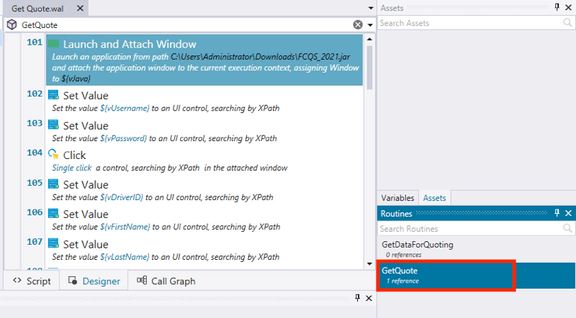 Get Quote.wal
GetQuote
101 Launch and Attach Window
Launch an application from path C:\Users\Administrator\Downloads\FCQS_2021.jar
and attach the application window to the current execution context, assigning Window
to ${vJava}
102 Set Value
Set the value ${vUsername} to an UI control, searching by XPath
103 Set Value
Set the value ${vPassword} to an UI control, searching by XPath
104 Click
Single click a control, searching by XPath in the attached window
105 Set Value
Set the value ${vDriverID} to an UI control, searching by XPath
106 Set Value
Set the value ${vFirstName} to an UI control, searching by XPath
107 Set Value
Set the value ${vLastName} to an UI control, searching by XPath
Script Designer Call Graph
Assets
Search Assets
Variables Assets
Routines
Search Routines
GetDataForQuoting
0 references
GetQuote
1 reference